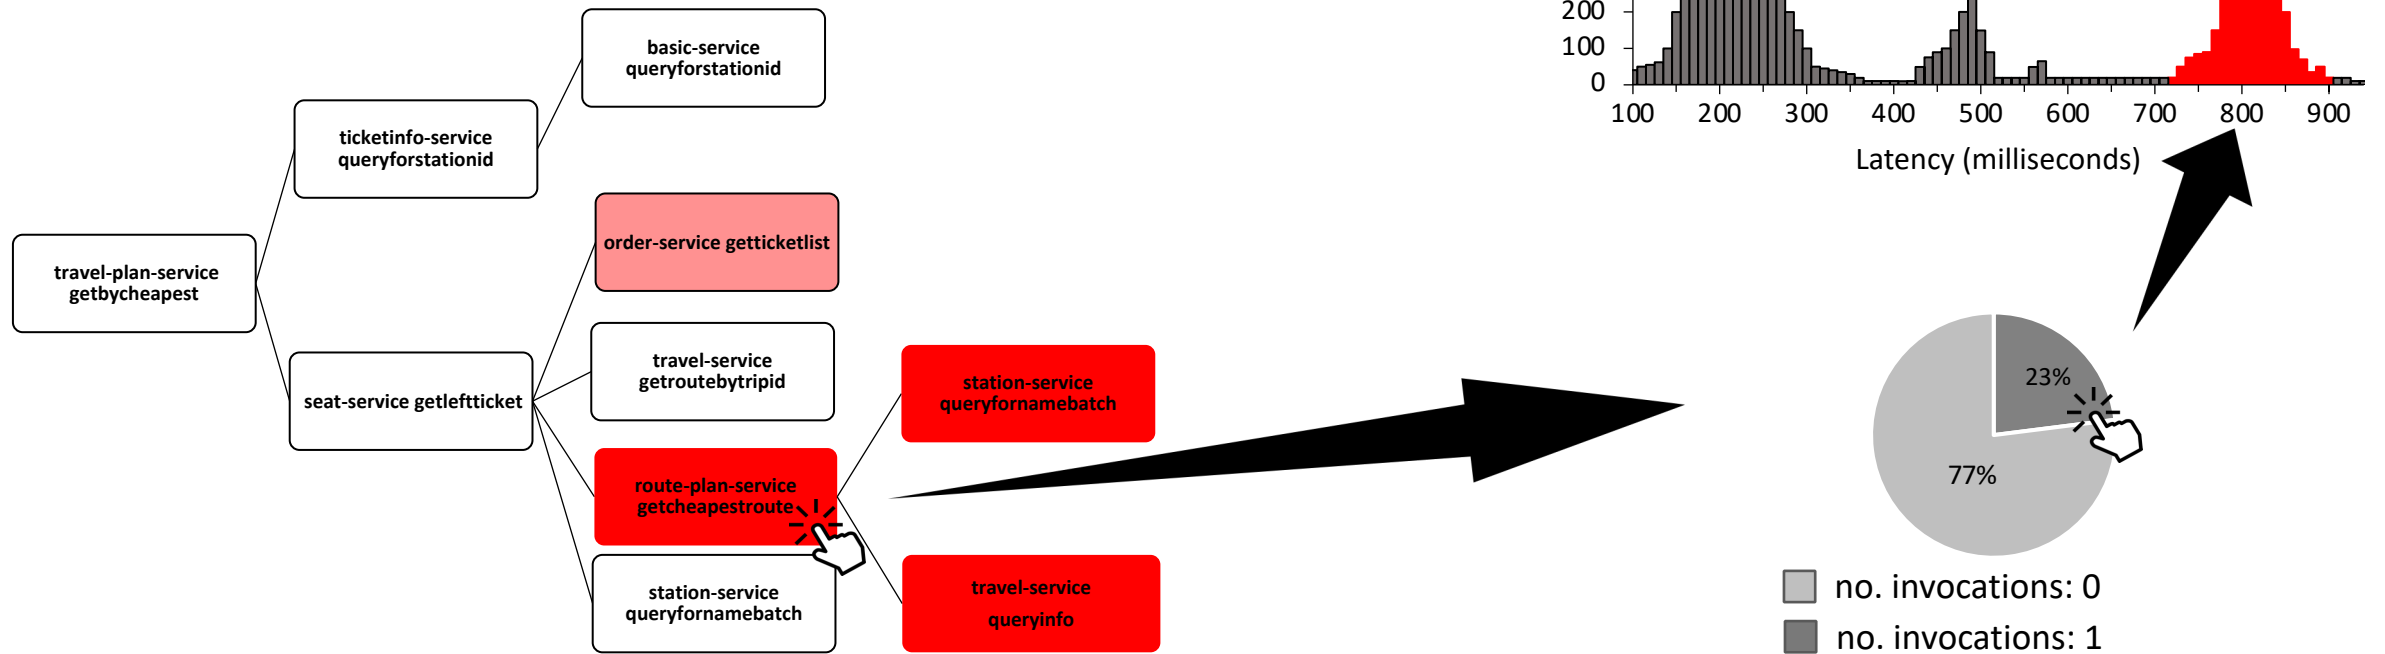 basic-service
queryforstationid
ticketinfo-service
queryforstationid
order-service getticketlist
travel-plan-service
getbycheapest
travel-service
getroutebytripid
seat-service getleftticket
station-service
queryfornamebatch
route-plan-service
getcheapestroute
travel-service
queryinfo
station-service
queryfornamebatch
200
100
0
100 200 300 400 500 600 700 800 900
Latency (milliseconds)
23%
77%
no. invocations: 0
no. invocations: 1